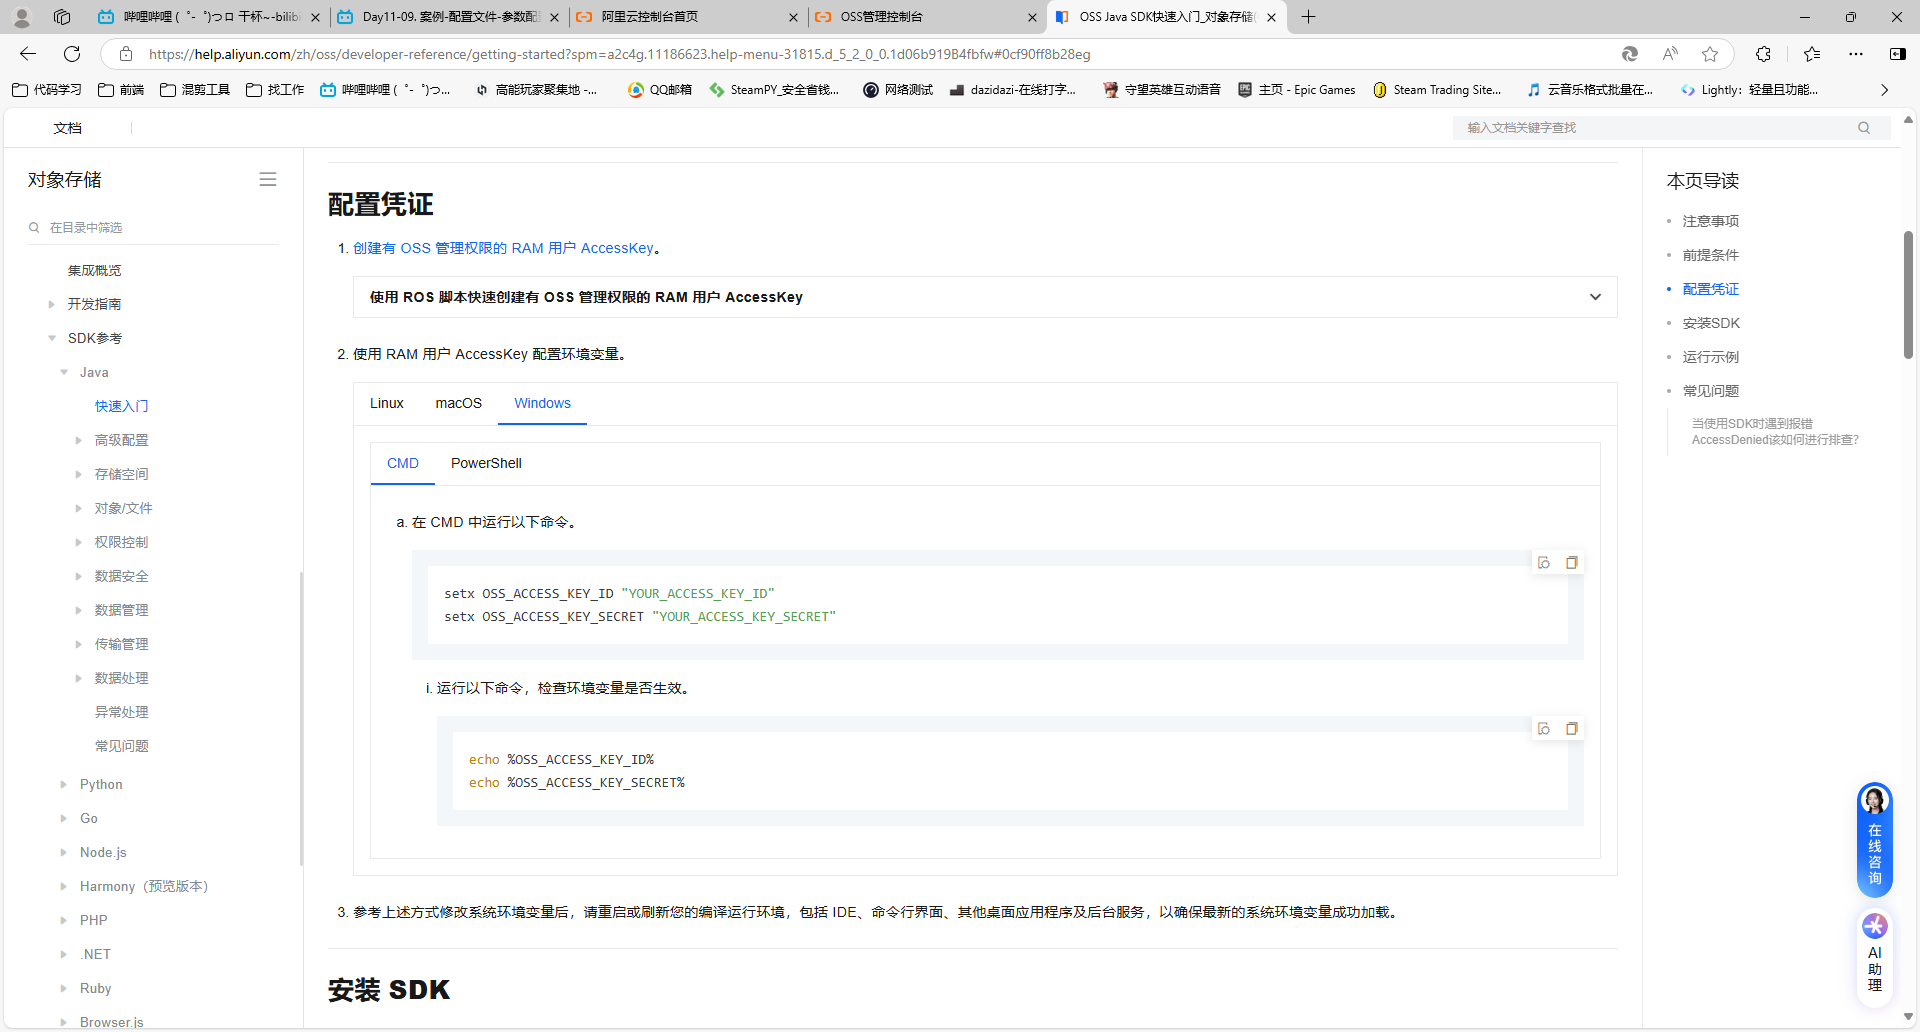 哔哩哔哩 (゜-゜)つロ 干杯~-bilibi
Day11-09. 案例-配置文件-参数配
阿里云控制台首页
OSS管理控制台
OSS Java SDK快速入门_对象存储(
https://help.aliyun.com/zh/oss/developer-reference/getting-started?spm=a2c4g.11186623.help-menu-31815.d_5_2_0_0.1d06b919B4fbfw#0cf90ff8b28eg
代码学习
前端
混剪工具
找工作
哔哩哔哩 (゜-゜)つ...
高能玩家聚集地 -...
QQ邮箱
SteamPY_安全省钱...
网络测试
dazidazi-在线打字...
守望英雄互动语音
主页 - Epic Games
Steam Trading Site...
云音乐格式批量在...
Lightly：轻量且功能...
文档
输入文档关键字查找
对象存储
在目录中筛选
集成概览
开发指南
SDK参考
Java
快速入门
高级配置
存储空间
对象/文件
权限控制
数据安全
数据管理
传输管理
数据处理
异常处理
常见问题
Python
Go
Node.js
Harmony（预览版本）
PHP
.NET
Ruby
Browser.js
配置凭证
1. 创建有 OSS 管理权限的 RAM 用户 AccessKey。
使用 ROS 脚本快速创建有 OSS 管理权限的 RAM 用户 AccessKey
2. 使用 RAM 用户 AccessKey 配置环境变量。
Linux
macOS
Windows
CMD
PowerShell
a. 在 CMD 中运行以下命令。
setx OSS_ACCESS_KEY_ID "YOUR_ACCESS_KEY_ID"
setx OSS_ACCESS_KEY_SECRET "YOUR_ACCESS_KEY_SECRET"
i. 运行以下命令，检查环境变量是否生效。
echo %OSS_ACCESS_KEY_ID%
echo %OSS_ACCESS_KEY_SECRET%
3. 参考上述方式修改系统环境变量后，请重启或刷新您的编译运行环境，包括 IDE、命令行界面、其他桌面应用程序及后台服务，以确保最新的系统环境变量成功加载。
安装 SDK
本页导读
注意事项
前提条件
配置凭证
安装SDK
运行示例
常见问题
当使用SDK时遇到报错
AccessDenied该如何进行排查？
在线咨询
AI助理